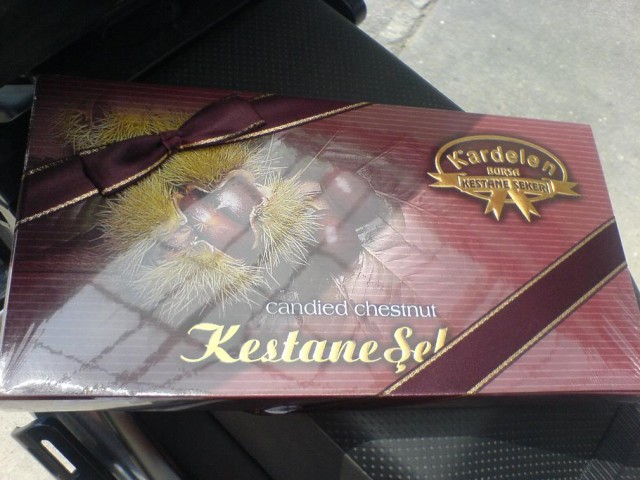 Kardelen
BURSA
KESTANE ŞEKERİ
candied chestnut
Kestane Şe